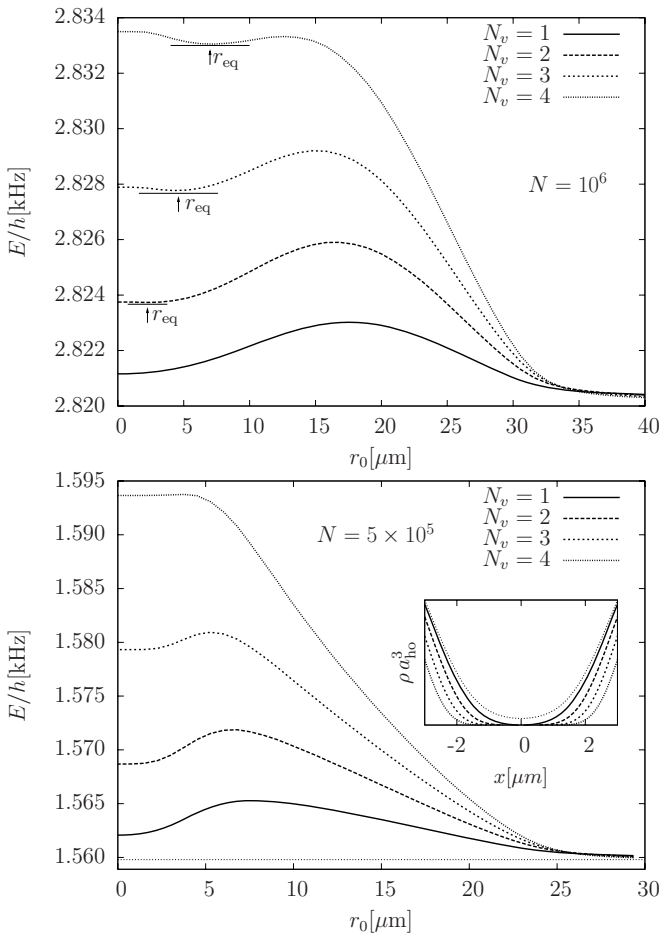 2.834
2.833
2.830
2.828
2.826
2.824
2.822
2.820
E/h[kHz]
N_v = 1
N_v = 2
N_v = 3
N_v = 4
N = 10^6
r_eq
r_eq
r_eq
0 5 10 15 20 25 30 35 40
r_0[μm]
1.595
1.590
1.580
1.575
1.570
1.565
1.560
E/h[kHz]
N_v = 1
N_v = 2
N_v = 3
N_v = 4
N = 5 × 10^5
ρ a_ho^3
-2 0 2
x[μm]
0 5 10 15 20 25 30
r_0[μm]